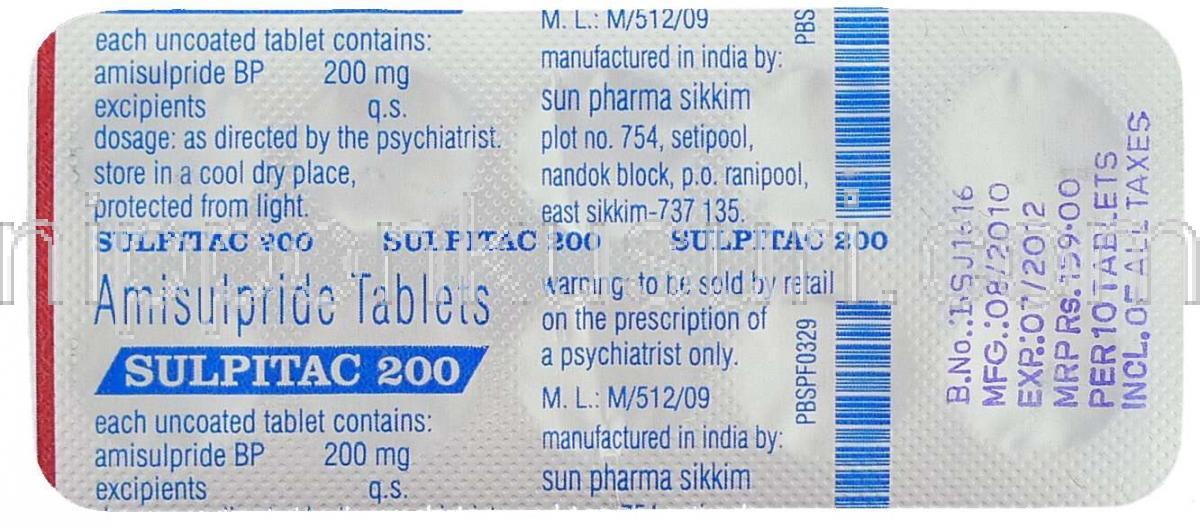 each uncoated tablet contains:
amisulpride BP 200 mg
excipients q.s.
dosage: as directed by the psychiatrist.
store in a cool dry place,
protected from light.
M. L.: M/512/09
manufactured in india by:
sun pharma sikkim
plot no. 754, setipool,
nandok block, p.o. ranipool,
east sikkim-737 135.
PBS
SULPITAC 200 SULPITAC 200 SULPITAC 200
Amisulpride Tablets
SULPITAC 200
each uncoated tablet contains:
amisulpride BP 200 mg
excipients q.s.
warning: to be sold by retail
on the prescription of
a psychiatrist only.
M. L.: M/512/09
manufactured in india by:
sun pharma sikkim
PBSPF0329
MFG.:08/2010
EXP.:07/2012
MRP Rs.:159.00
PER 10 TABLETS
INCL. OF ALL TAXES